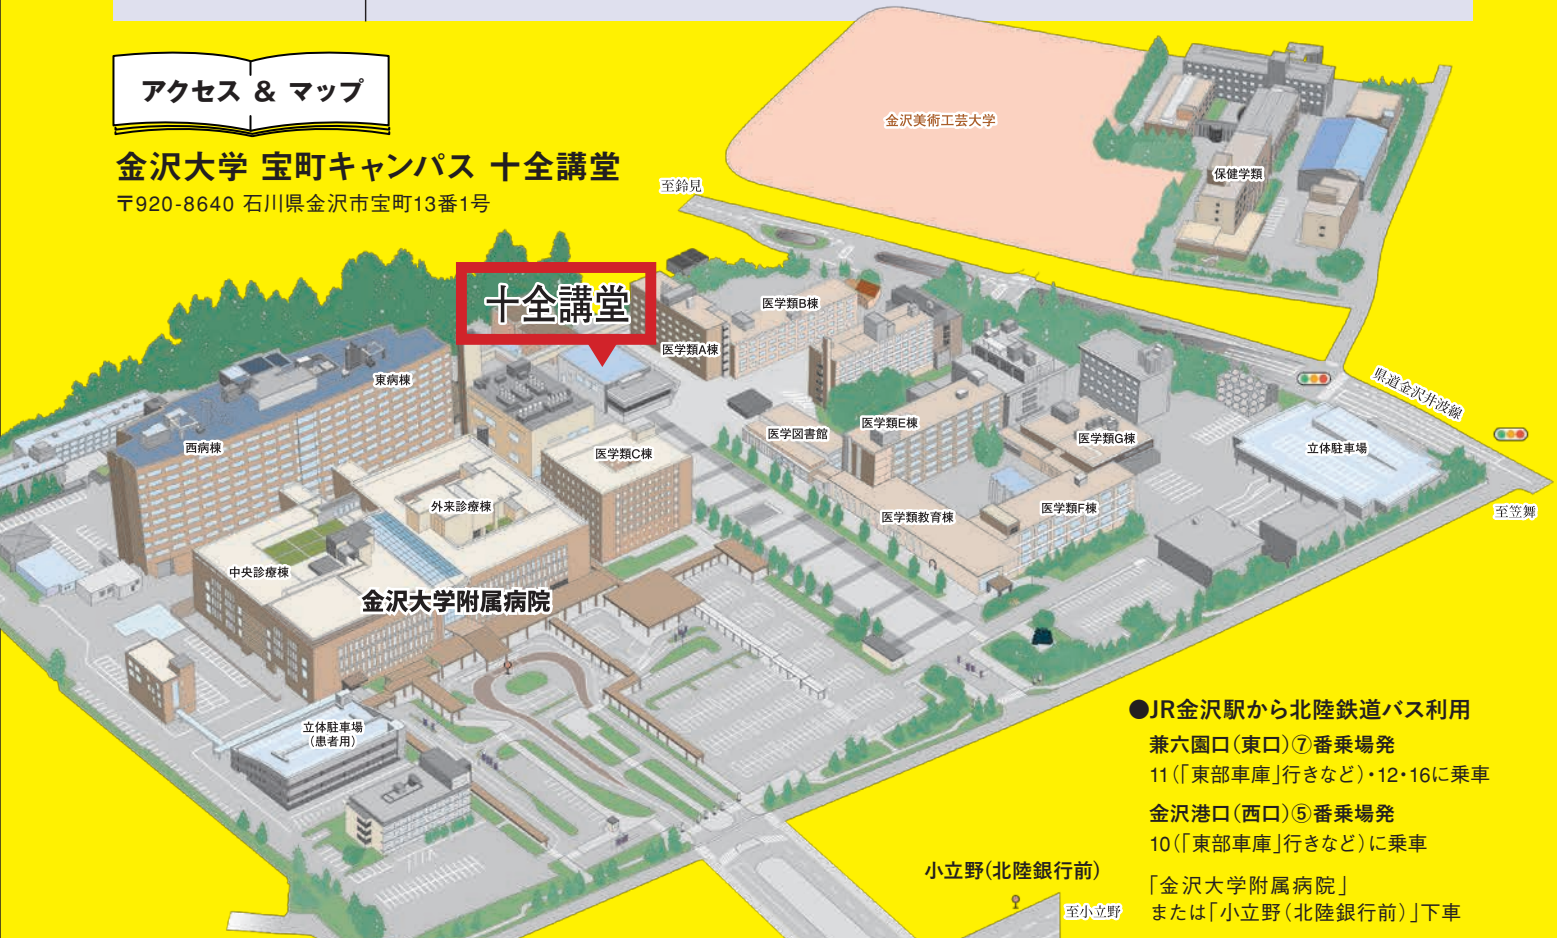 アクセス & マップ
金沢大学 宝町キャンパス 十全講堂
〒920-8640 石川県金沢市宝町13番1号
金沢美術工芸大学
保健学類
至鈴見
十全講堂
医学類B棟
医学類A棟
東病棟
西病棟
県道金沢井波線
医学図書館
医学類E棟
医学類G棟
立体駐車場
医学類C棟
外来診療棟
医学類教育棟
医学類F棟
至笠舞
中央診療棟
金沢大学附属病院
立体駐車場
(患者用)
●JR金沢駅から北陸鉄道バス利用
兼六園口(東口)⑦番乗場発
11(「東部車庫」行きなど)・12・16に乗車
金沢港口(西口)⑤番乗場発
10(「東部車庫」行きなど)に乗車
「金沢大学附属病院」
または「小立野(北陸銀行前)」下車
小立野(北陸銀行前)
至小立野